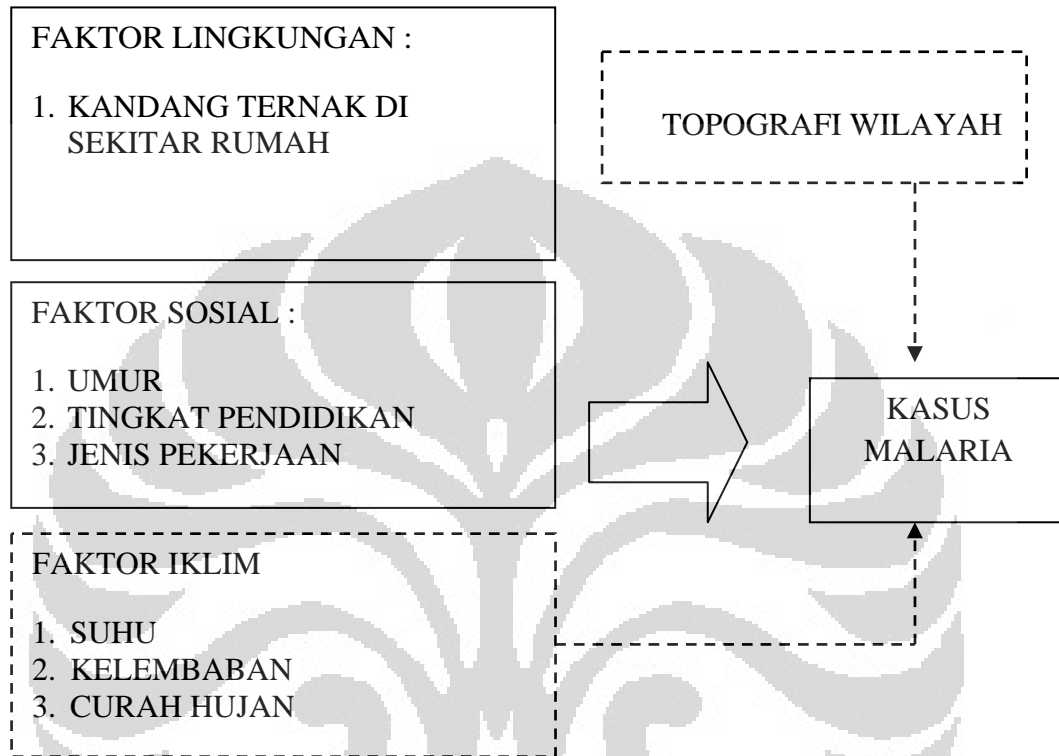 FAKTOR LINGKUNGAN :
1. KANDANG TERNAK DI
SEKITAR RUMAH
TOPOGRAFI WILAYAH
FAKTOR SOSIAL :
1. UMUR
2. TINGKAT PENDIDIKAN
3. JENIS PEKERJAAN
KASUS
MALARIA
FAKTOR IKLIM
1. SUHU
2. KELEMBABAN
3. CURAH HUJAN